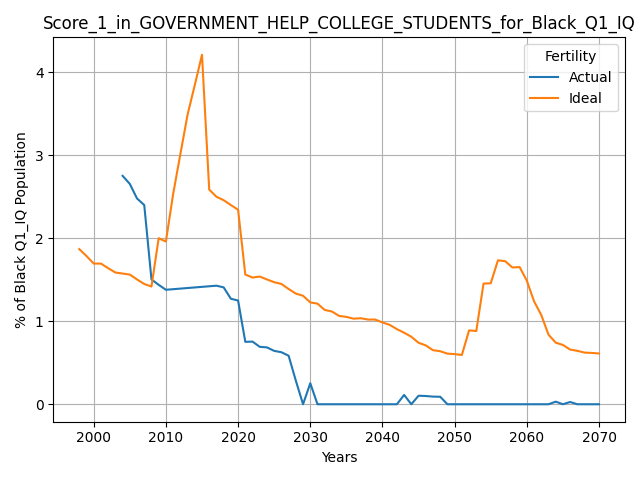 Score_1_in_GOVERNMENT_HELP_COLLEGE_STUDENTS_for_Black_Q1_IQ
Fertility
Actual
Ideal
% of Black Q1_IQ Population
4
3
2
1
0
2000 2010 2020 2030 2040 2050 2060 2070
Years